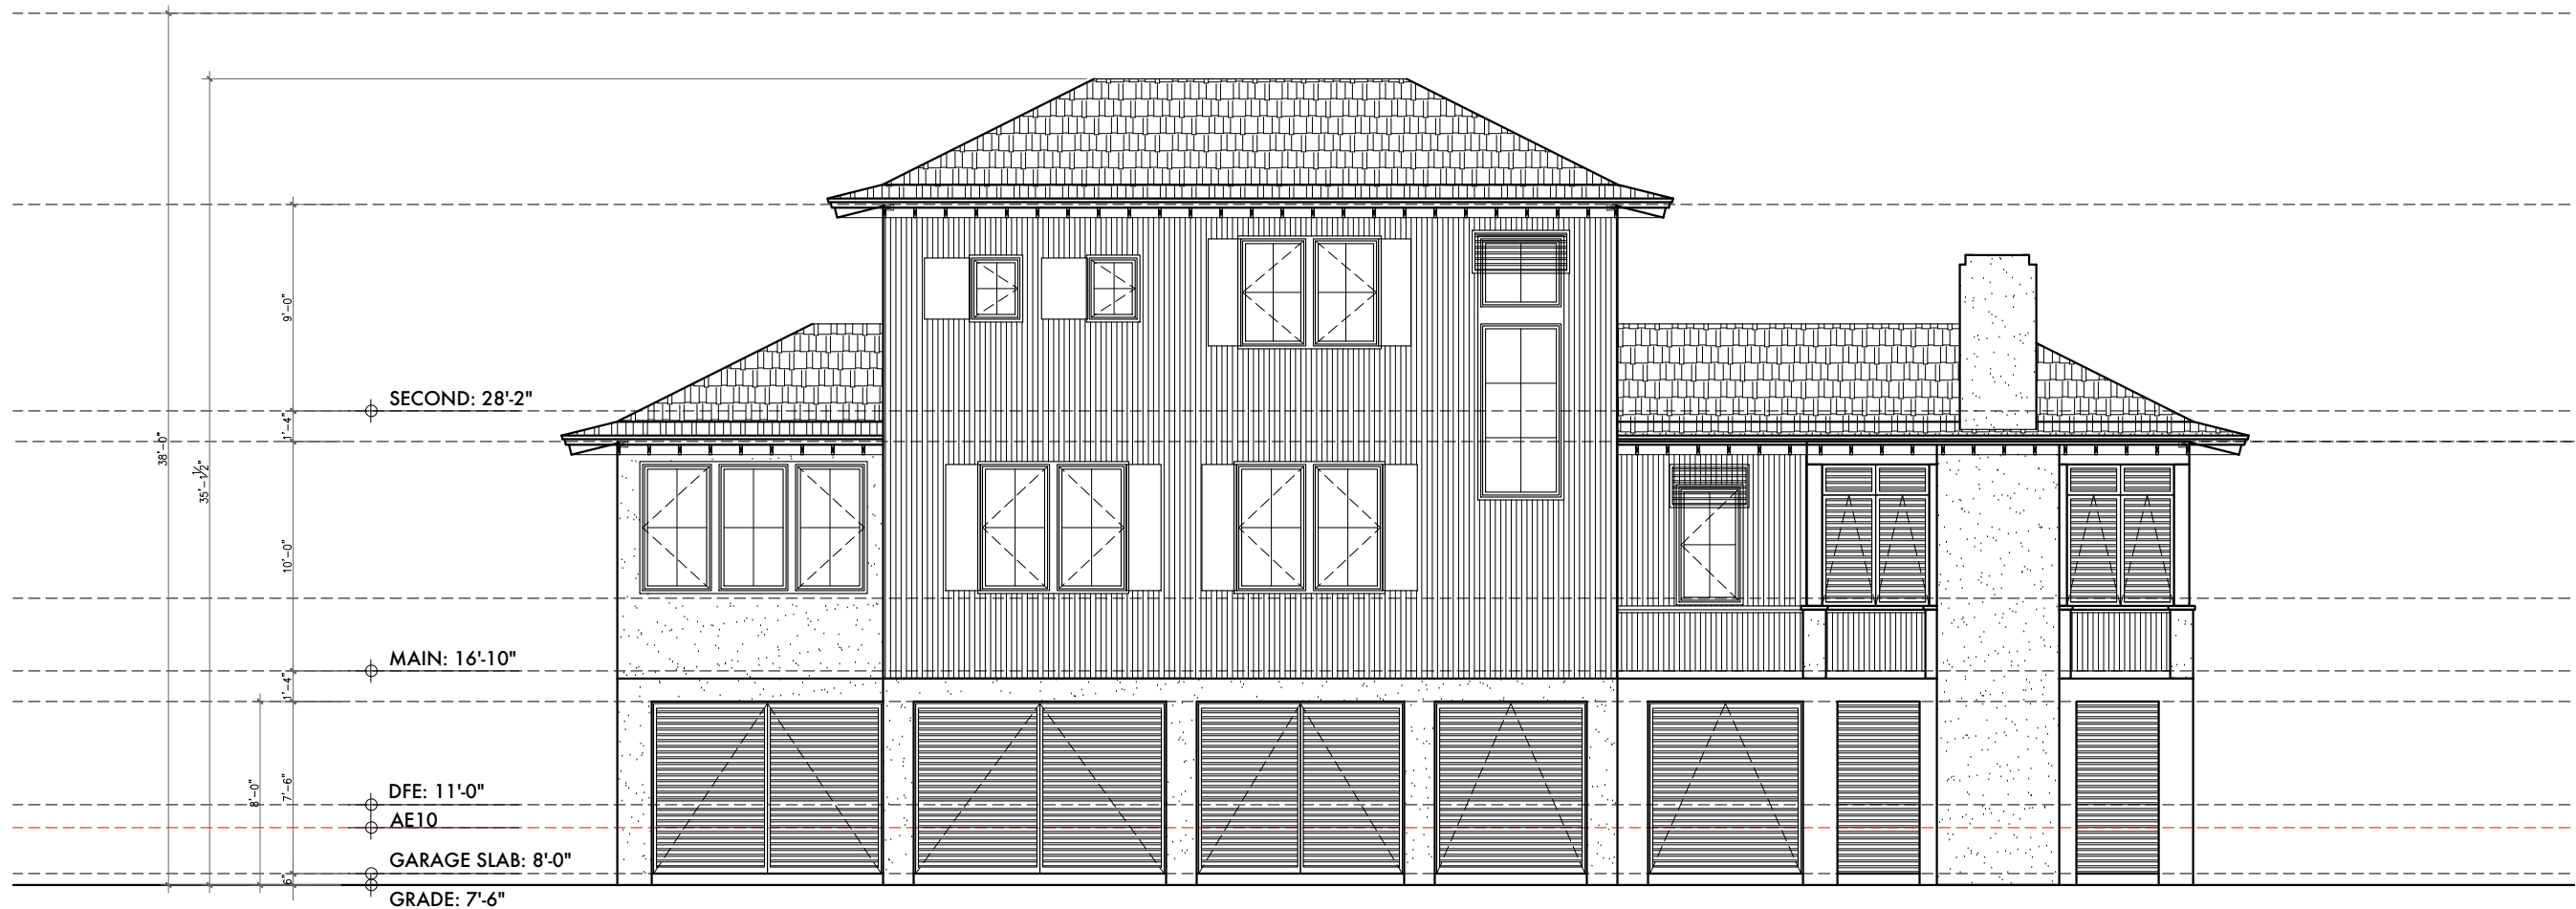 9'-0"
SECOND: 28'-2"
1'-4"
38'-0"
35'-1½"
10'-0"
MAIN: 16'-10"
1'-4"
8'-0"
7'-6"
DFE: 11'-0"
AE10
GARAGE SLAB: 8'-0"
6"
GRADE: 7'-6"